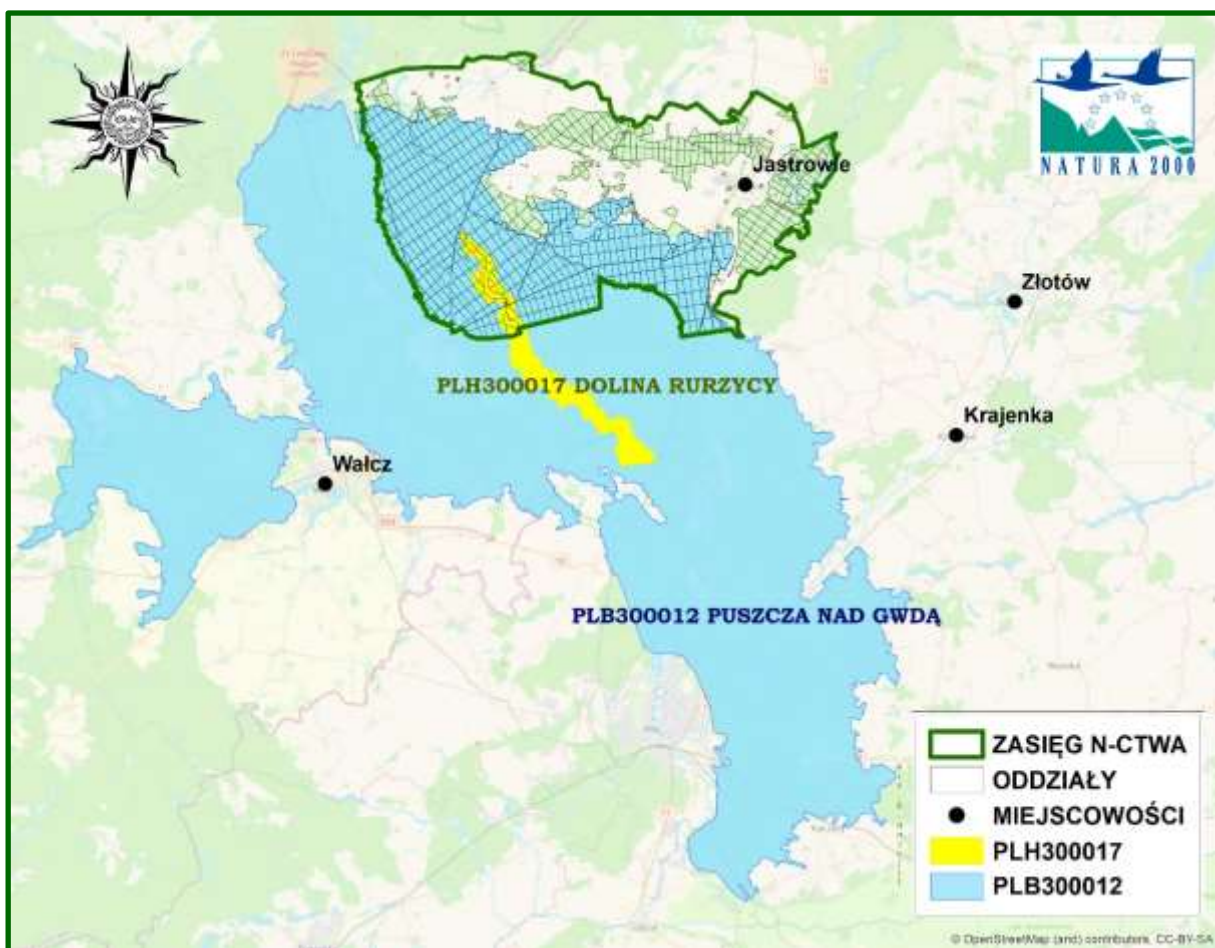 NATURA 2000
Jastrowie
Złotów
PLH300017 DOLINA RURZYCY
Krajenka
Wałcz
PLB300012 PUSZCZA NAD GWDĄ
ZASIĘG N-CTWA
ODDZIAŁY
MIEJSCOWOŚCI
PLH300017
PLB300012
© OpenStreetMap (and) contributors, CC-BY-SA